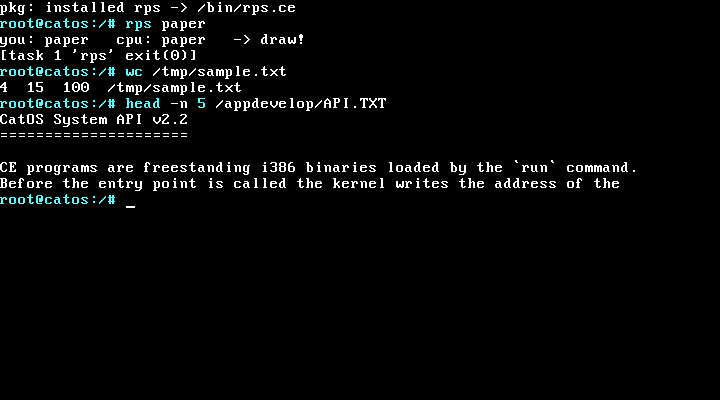 pkg: installed rps -> /bin/rps.ce
root@catos:/# rps paper
you: paper   cpu: paper   -> draw!
[task 1 'rps' exit(0)]
root@catos:/# wc /tmp/sample.txt
4  15  100  /tmp/sample.txt
root@catos:/# head -n 5 /appdevelop/API.TXT
CatOS System API v2.2
=====================

CE programs are freestanding i386 binaries loaded by the `run` command.
Before the entry point is called the kernel writes the address of the
root@catos:/# _